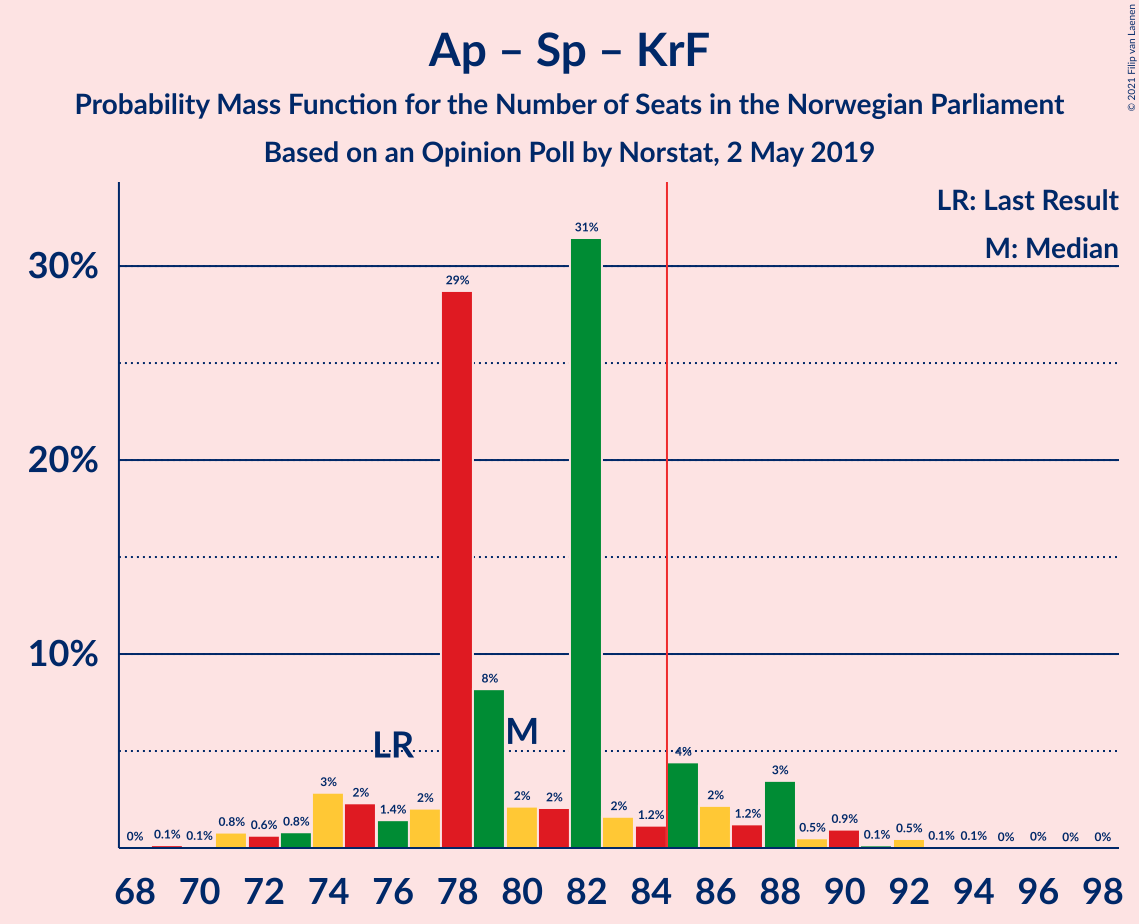 Ap – Sp – KrF
Probability Mass Function for the Number of Seats in the Norwegian Parliament
Based on an Opinion Poll by Norstat, 2 May 2019
© 2021 Filip van Laenen
LR: Last Result
M: Median
30%
20%
10%
0% 0.1% 0.1% 0.8% 0.6% 0.8% 3% 2% 1.4% 2% 29% 8% 2% 2% 31% 2% 1.2% 4% 2% 1.2% 3% 0.5% 0.9% 0.1% 0.5% 0.1% 0.1% 0% 0% 0% 0%
LR M
68 70 72 74 76 78 80 82 84 86 88 90 92 94 96 98